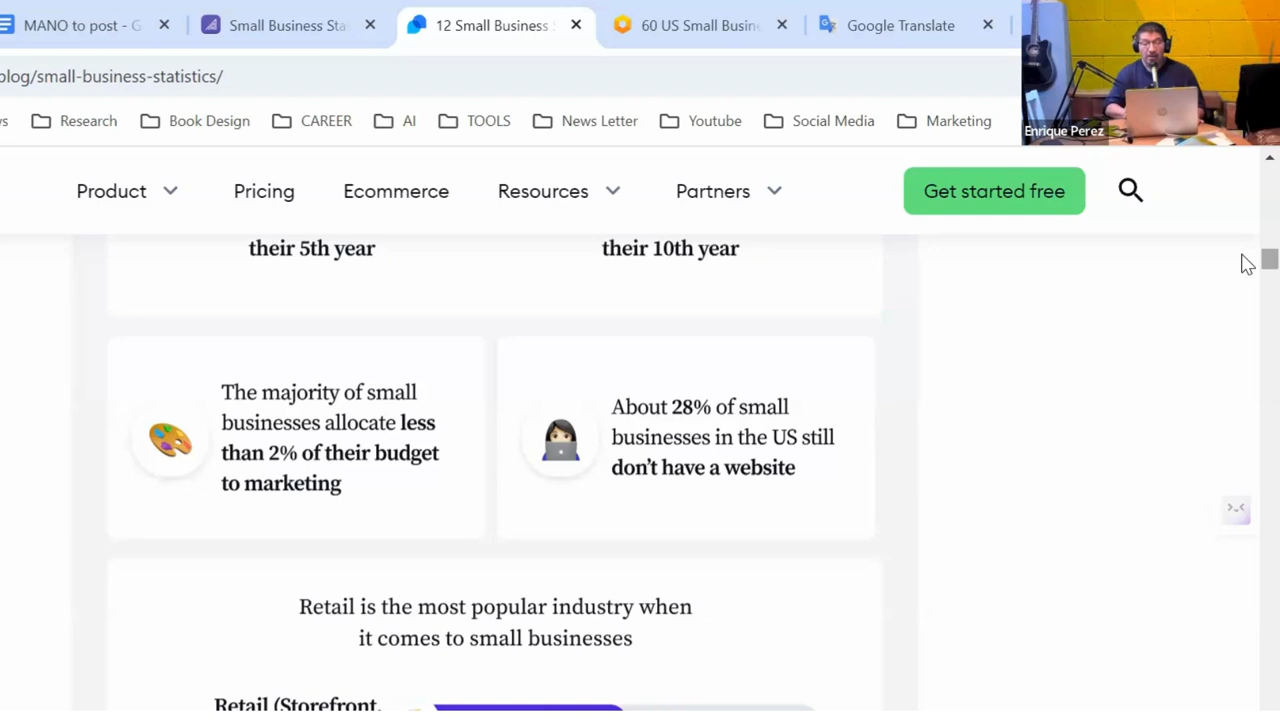 MANO to post - G
Small Business Sta
12 Small Business S
60 US Small Busin
Google Translate
blog/small-business-statistics/
Enrique Perez
vs
Research
Book Design
CAREER
AI
TOOLS
News Letter
Youtube
Social Media
Marketing
Product
Pricing
Ecommerce
Resources
Partners
Get started free
their 5th year
their 10th year
The majority of small
businesses allocate less
than 2% of their budget
to marketing
About 28% of small
businesses in the US still
don't have a website
Retail is the most popular industry when
it comes to small businesses
Retail (Storefront,